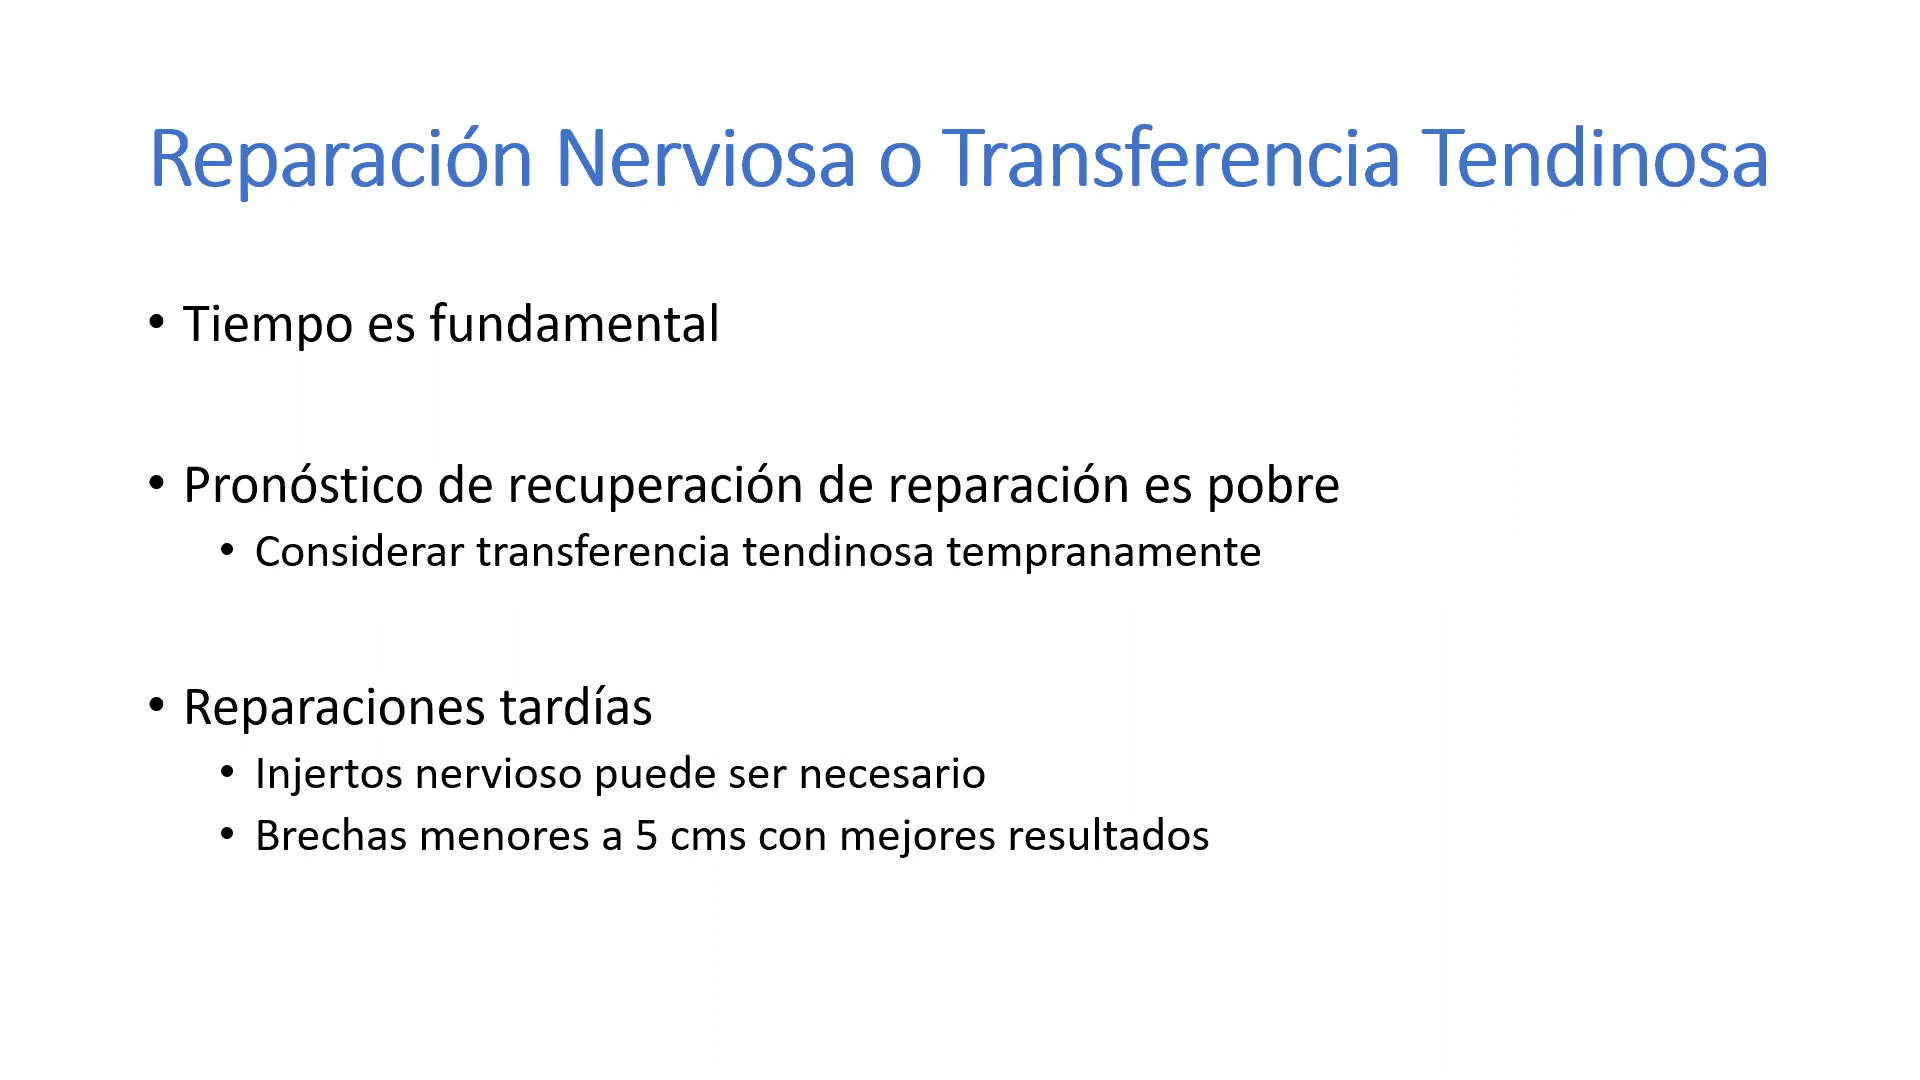 Reparación Nerviosa o Transferencia Tendinosa
• Tiempo es fundamental
• Pronóstico de recuperación de reparación es pobre
• Considerar transferencia tendinosa tempranamente
• Reparaciones tardías
• Injertos nervioso puede ser necesario
• Brechas menores a 5 cms con mejores resultados